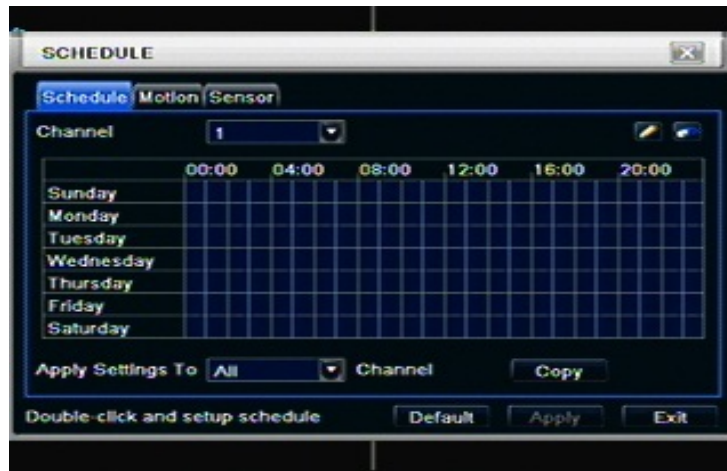 SCHEDULE
Schedule Motion Sensor
Channel 1
00:00 04:00 08:00 12:00 16:00 20:00
Sunday
Monday
Tuesday
Wednesday
Thursday
Friday
Saturday
Apply Settings To All Channel Copy
Double-click and setup schedule Default Apply Exit